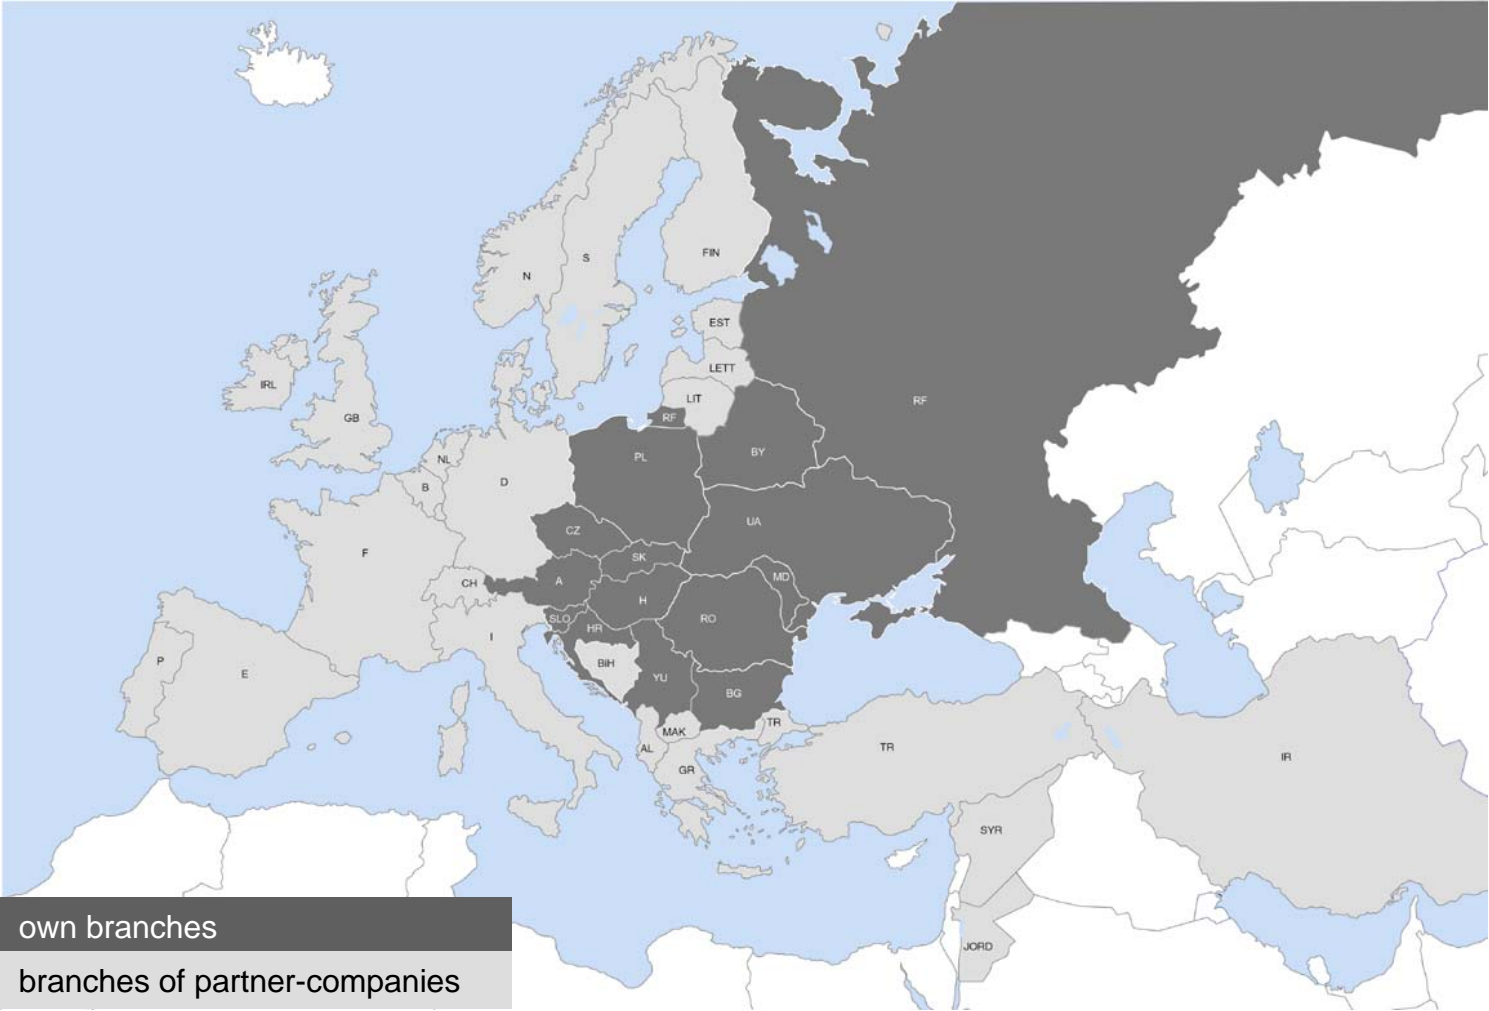 FIN
S
N
EST
LETT
IRL
LIT
RF
RF
GB
BY
PL
NL
D
B
UA
CZ
F
SK
MD
A
CH
H
SLO
RO
HR
I
P
BiH
E
YU
BG
TR
MAK
AL
TR
IR
GR
SYR
own branches
JORD
branches of partner-companies